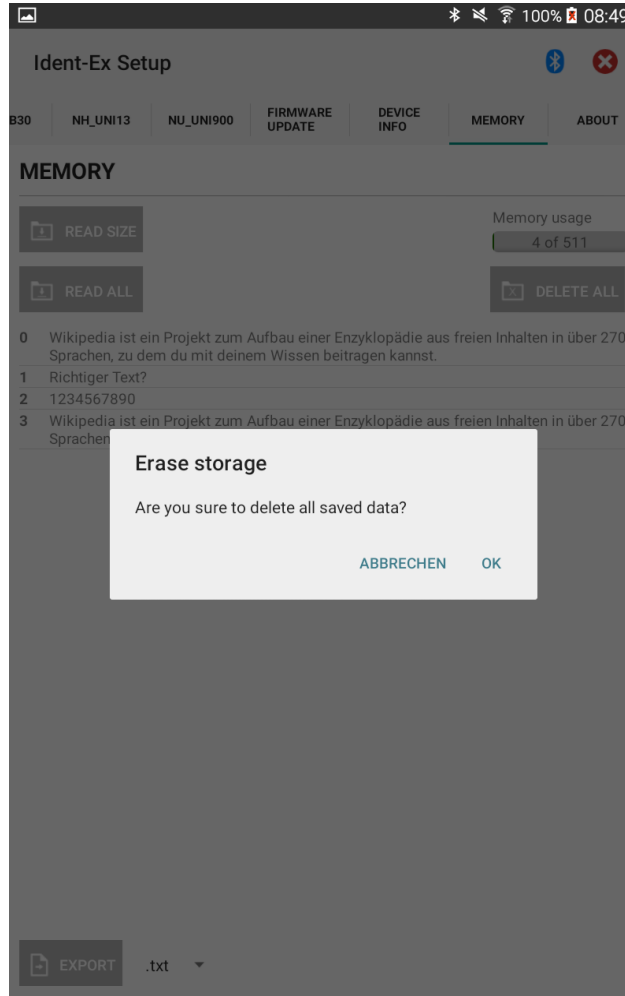 100% 08:49
Ident-Ex Setup
B30 NH_UNI13 NU_UNI900 FIRMWARE UPDATE DEVICE INFO MEMORY ABOUT
MEMORY
READ SIZE
Memory usage
4 of 511
READ ALL
DELETE ALL
0 Wikipedia ist ein Projekt zum Aufbau einer Enzyklopädie aus freien Inhalten in über 270
Sprachen, zu dem du mit deinem Wissen beitragen kannst.
1 Richtiger Text?
2 1234567890
3 Wikipedia ist ein Projekt zum Aufbau einer Enzyklopädie aus freien Inhalten in über 270
Sprachen
Erase storage
Are you sure to delete all saved data?
ABBRECHEN OK
EXPORT .txt